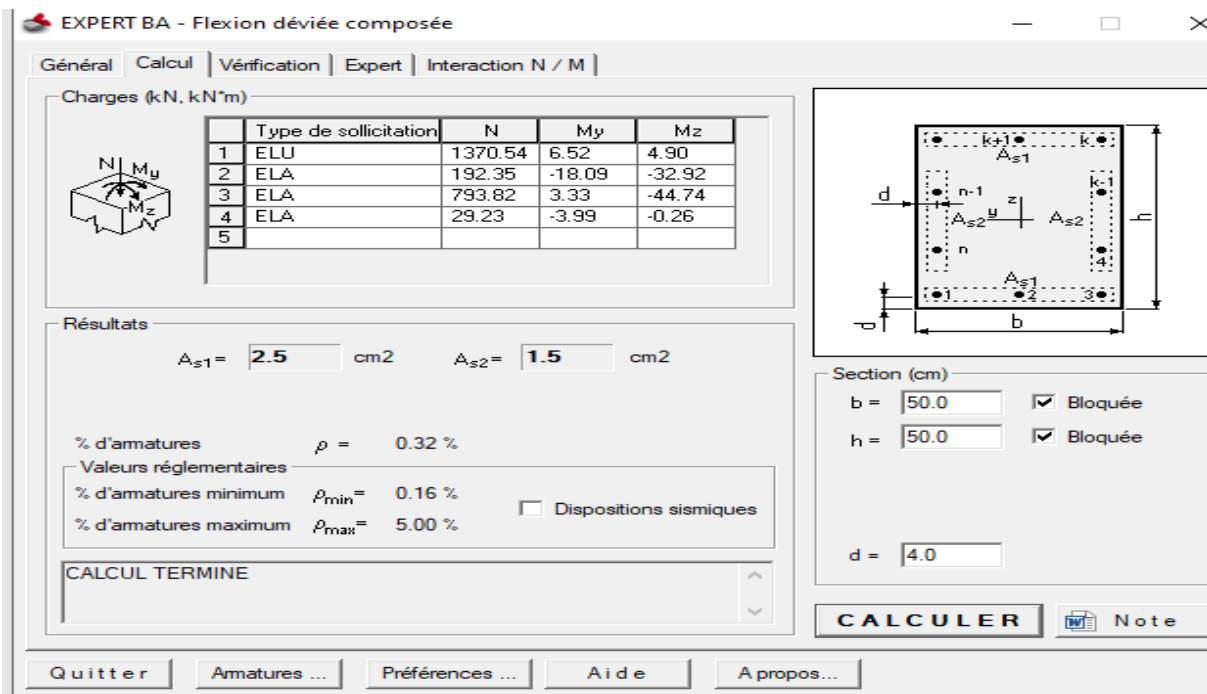 EXPERT BA - Flexion déviée composée
Général Calcul Vérification Expert Interaction N / M
Charges (kN, kN*m)
Type de sollicitation N My Mz
1 ELU 1370.54 6.52 4.90
2 ELA 192.35 -18.09 -32.92
3 ELA 793.82 3.33 -44.74
4 ELA 29.23 -3.99 -0.26
5
N My
Mz
k+1 k
As1
k-1
d n-1
z
As2 y As2 h
n 4
As1
1 2 3
d b
Résultats
As1= 2.5 cm2 As2= 1.5 cm2
% d'armatures ρ = 0.32 %
Valeurs réglementaires
% d'armatures minimum ρmin= 0.16 %
% d'armatures maximum ρmax= 5.00 %
Dispositions sismiques
CALCUL TERMINE
Section (cm)
b = 50.0 Bloquée
h = 50.0 Bloquée
d = 4.0
CALCULER Note
Quitter Armatures ... Préférences ... Aide A propos...